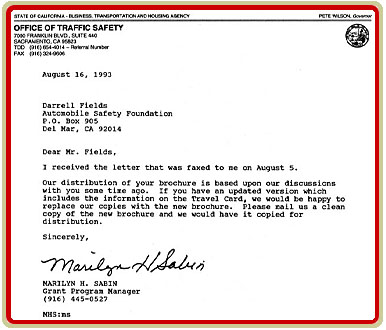 STATE OF CALIFORNIA - BUSINESS, TRANSPORTATION AND HOUSING AGENCY PETE WILSON, Governor
OFFICE OF TRAFFIC SAFETY
7000 FRANKLIN BLVD., SUITE 440
SACRAMENTO, CA 95823
TDD (916) 654-4014 - Referral Number
FAX (916) 324-9606
August 16, 1993
Darrell Fields
Automobile Safety Foundation
P.O. Box 905
Del Mar, CA 92014
Dear Mr. Fields,
I received the letter that was faxed to me on August 5.
Our distribution of your brochure is based upon our discussions
with you some time ago. If you have an updated version which
includes the information on the Travel Card, we would be happy to
replace our copies with the new brochure. Please mail us a clean
copy of the new brochure and we would have it copied for
distribution.
Sincerely,
Marilyn H Sabin
MARILYN H. SABIN
Grant Program Manager
(916) 445-0527
MHS:ms